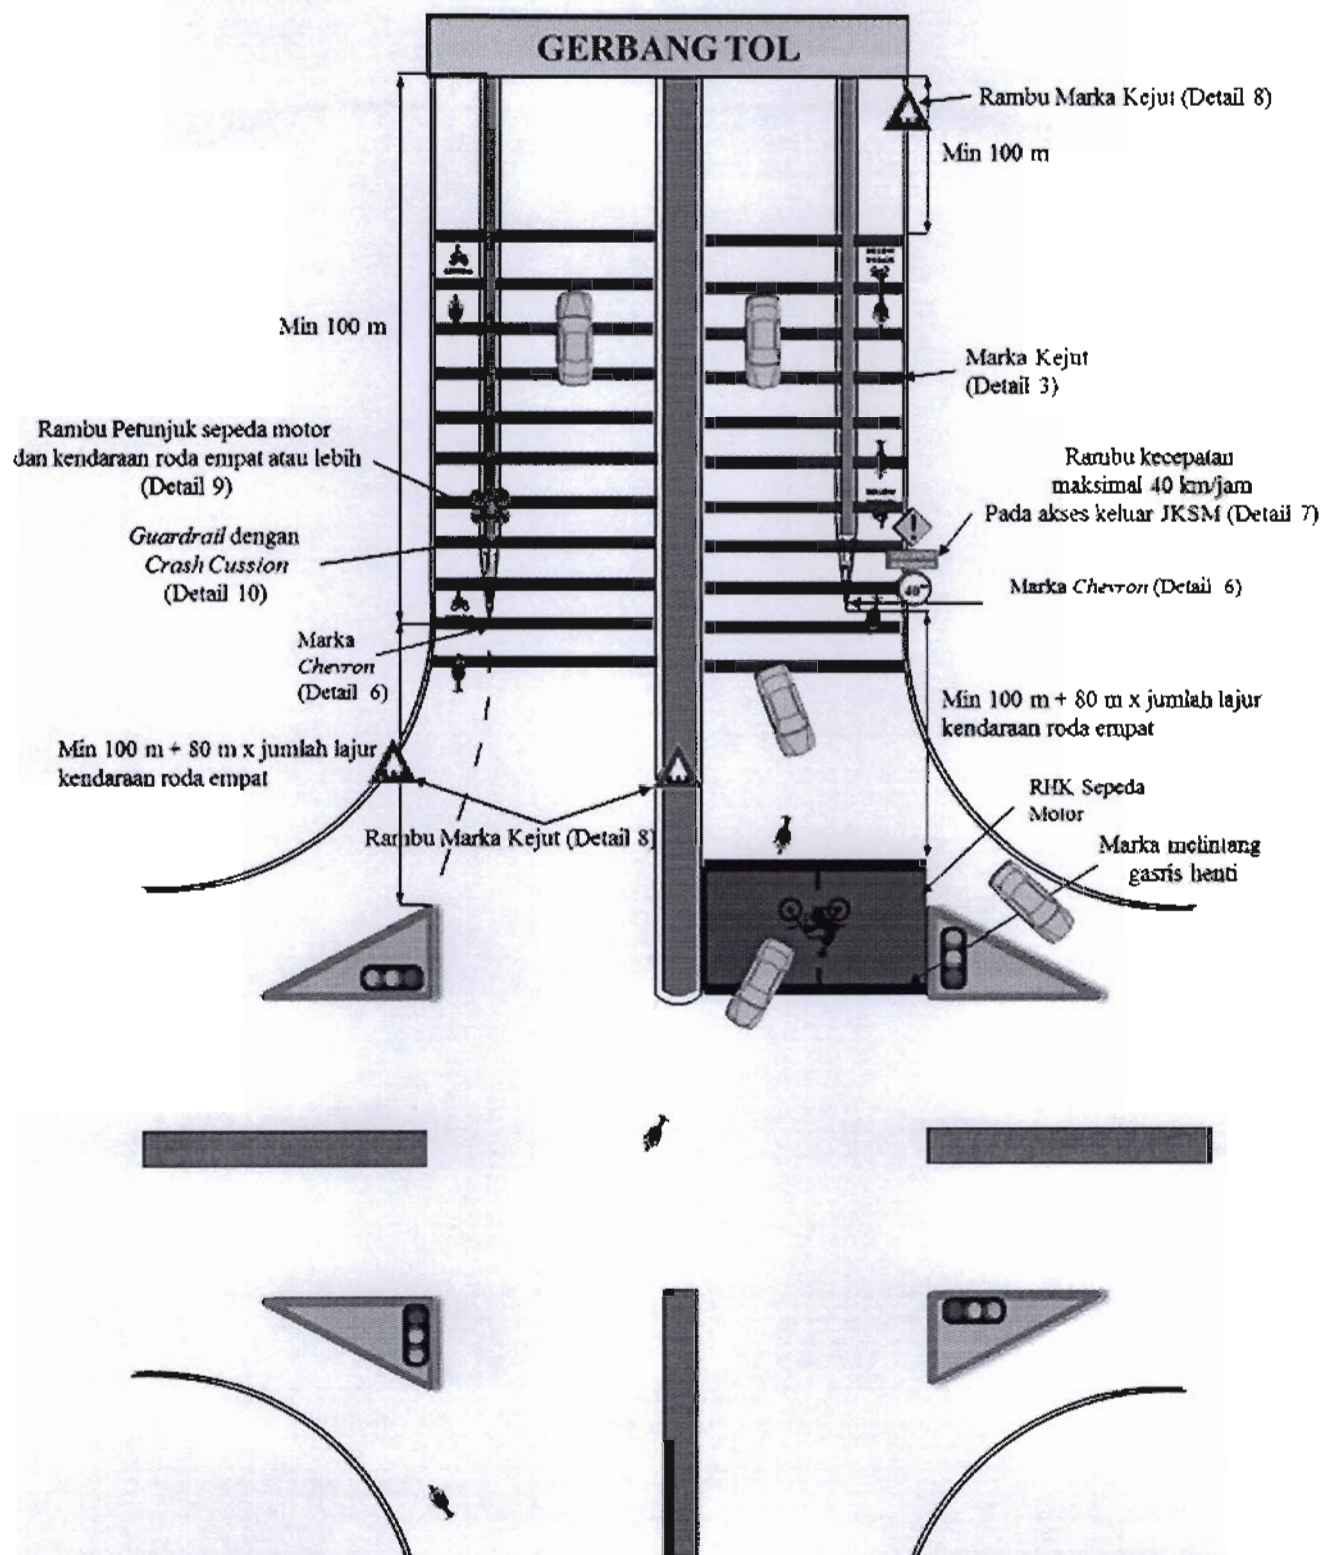 GERBANG TOL
Rambu Marka Kejut (Detail 8)
Min 100 m
Min 100 m
Marka Kejut
(Detail 3)
Rambu Petunjuk sepeda motor
dan kendaraan roda empat atau lebih
(Detail 9)
Rambu kecepatan
maksimal 40 km/jam
Pada akses keluar JKSM (Detail 7)
Guardrail dengan
Crash Cussion
(Detail 10)
40
Marka Chevron (Detail 6)
Marka
Chevron
(Detail 6)
Min 100 m + 80 m x jumlah lajur
kendaraan roda empat
Min 100 m + 80 m x jumlah lajur
kendaraan roda empat
RHK Sepeda
Motor
Rambu Marka Kejut (Detail 8)
Marka melintang
gasris henti